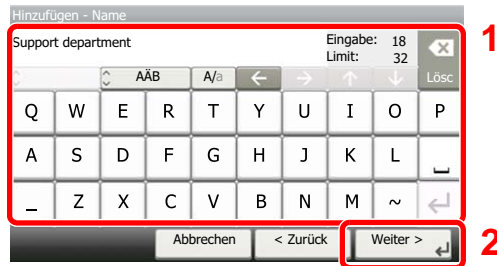 Hinzufügen - Name
Support department
Eingabe: 18
Limit: 32
AÄB A/a ← → ↑ ↓ Lösc
Q W E R T Y U I O P
A S D F G H J K L
_ Z X C V B N M ~
Abbrechen < Zurück Weiter >
1
2